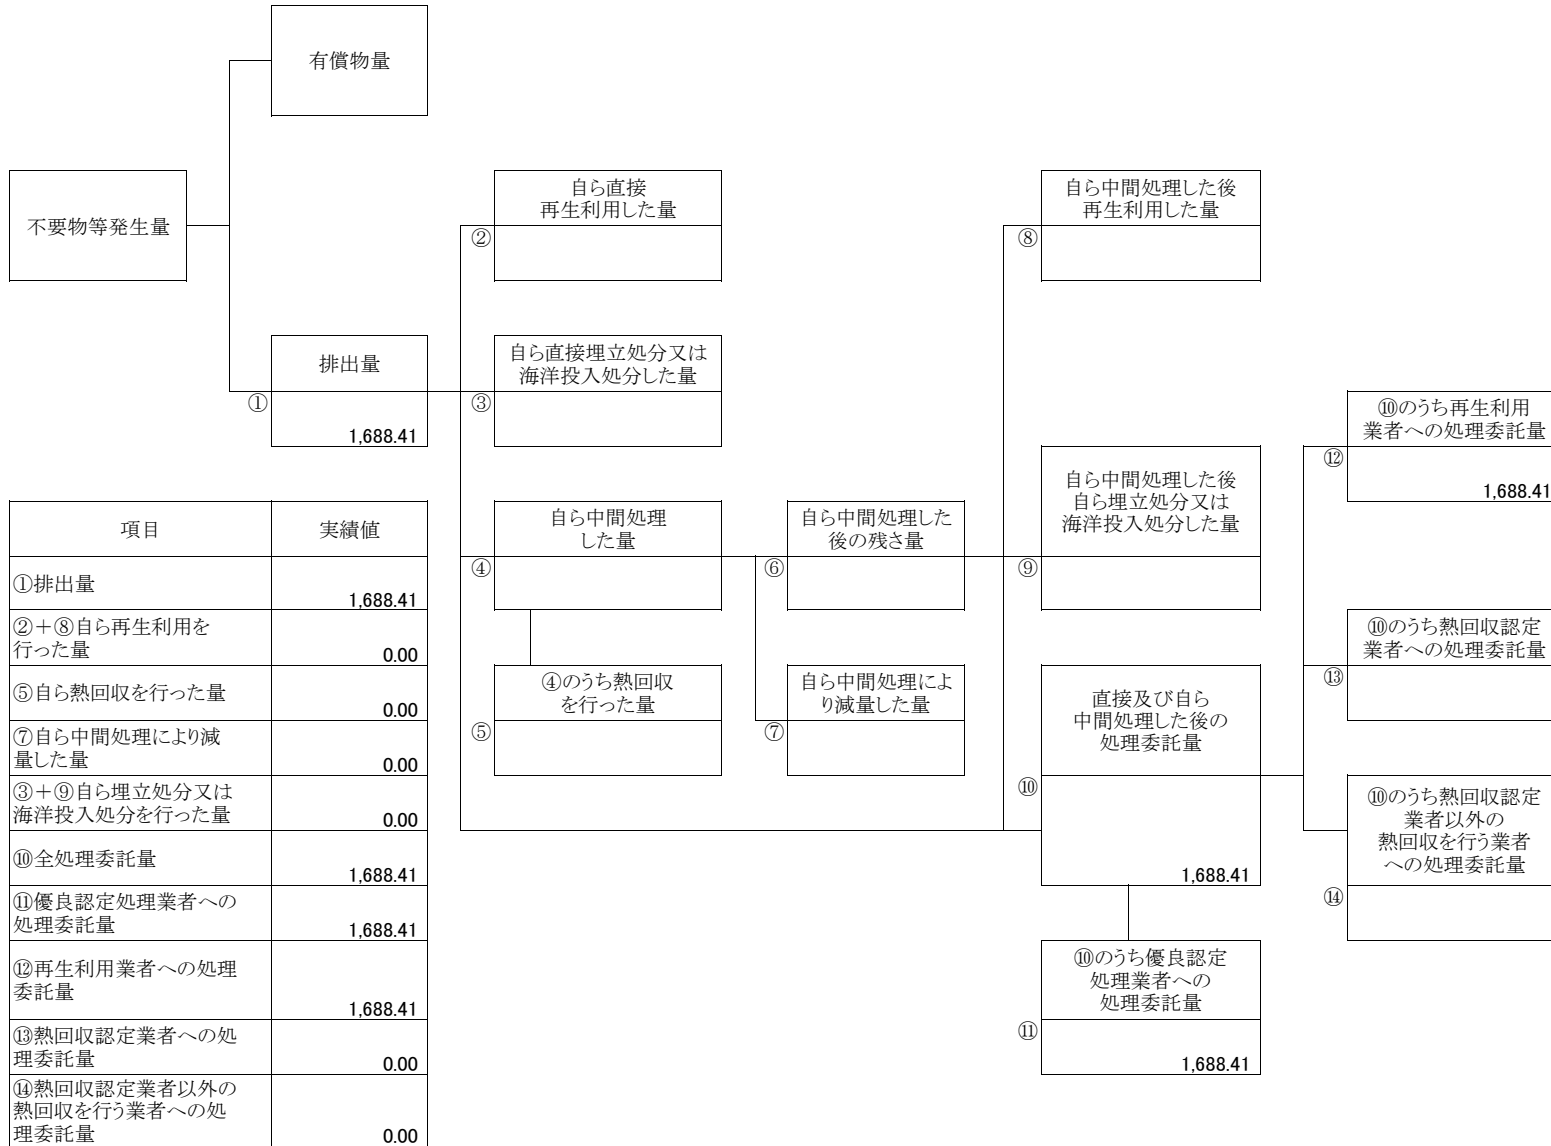 有償物量
不要物等発生量
排出量
①
1,688.41
自ら直接
再生利用した量
②
自ら直接埋立処分又は
海洋投入処分した量
③
自ら中間処理
した量
④
④のうち熱回収
を行った量
⑤
自ら中間処理した
後の残さ量
⑥
自ら中間処理によ
り減量した量
⑦
自ら中間処理した後
再生利用した量
⑧
自ら中間処理した後
自ら埋立処分又は
海洋投入処分した量
⑨
直接及び自ら
中間処理した後の
処理委託量
⑩
1,688.41
⑩のうち優良認定
処理業者への
処理委託量
⑪
1,688.41
⑩のうち再生利用
業者への処理委託量
⑫
1,688.41
⑩のうち熱回収認定
業者への処理委託量
⑬
⑩のうち熱回収認定
業者以外の
熱回収を行う業者
への処理委託量
⑭
項目 実績値
①排出量 1,688.41
②+⑧自ら再生利用を
行った量 0.00
⑤自ら熱回収を行った量 0.00
⑦自ら中間処理により減
量した量 0.00
③+⑨自ら埋立処分又は
海洋投入処分を行った量 0.00
⑩全処理委託量 1,688.41
⑪優良認定処理業者への
処理委託量 1,688.41
⑫再生利用業者への処理
委託量 1,688.41
⑬熱回収認定業者への処
理委託量 0.00
⑭熱回収認定業者以外の
熱回収を行う業者への処
理委託量 0.00